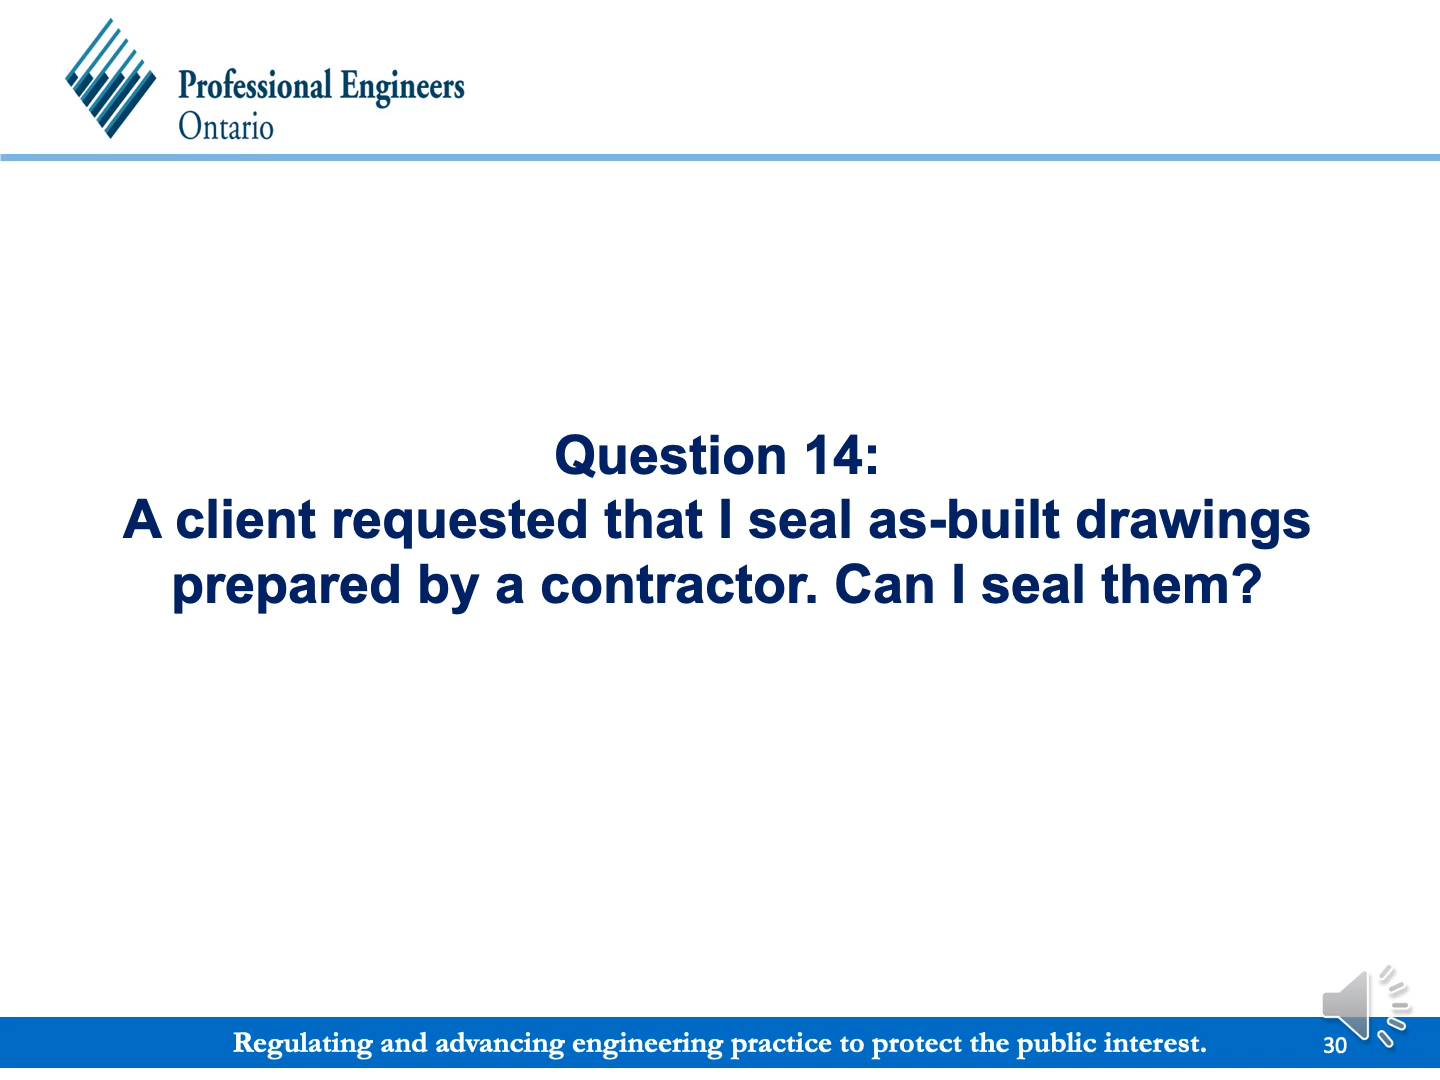 Professional Engineers
Ontario
Question 14:
A client requested that I seal as-built drawings
prepared by a contractor. Can I seal them?
Regulating and advancing engineering practice to protect the public interest.
30